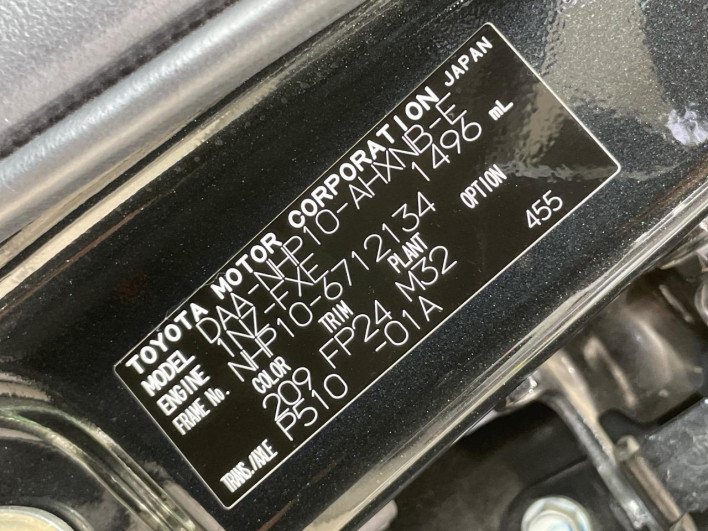 TOYOTA MOTOR CORPORATION JAPAN
MODEL DAA-NHP10-AHXNB-E
ENGINE 1NZ-FXE 1496 mL
FRAME No. NHP10-6712134
COLOR TRIM PLANT OPTION
209 FP24 M32 455
TRANS./AXLE P510 -01A